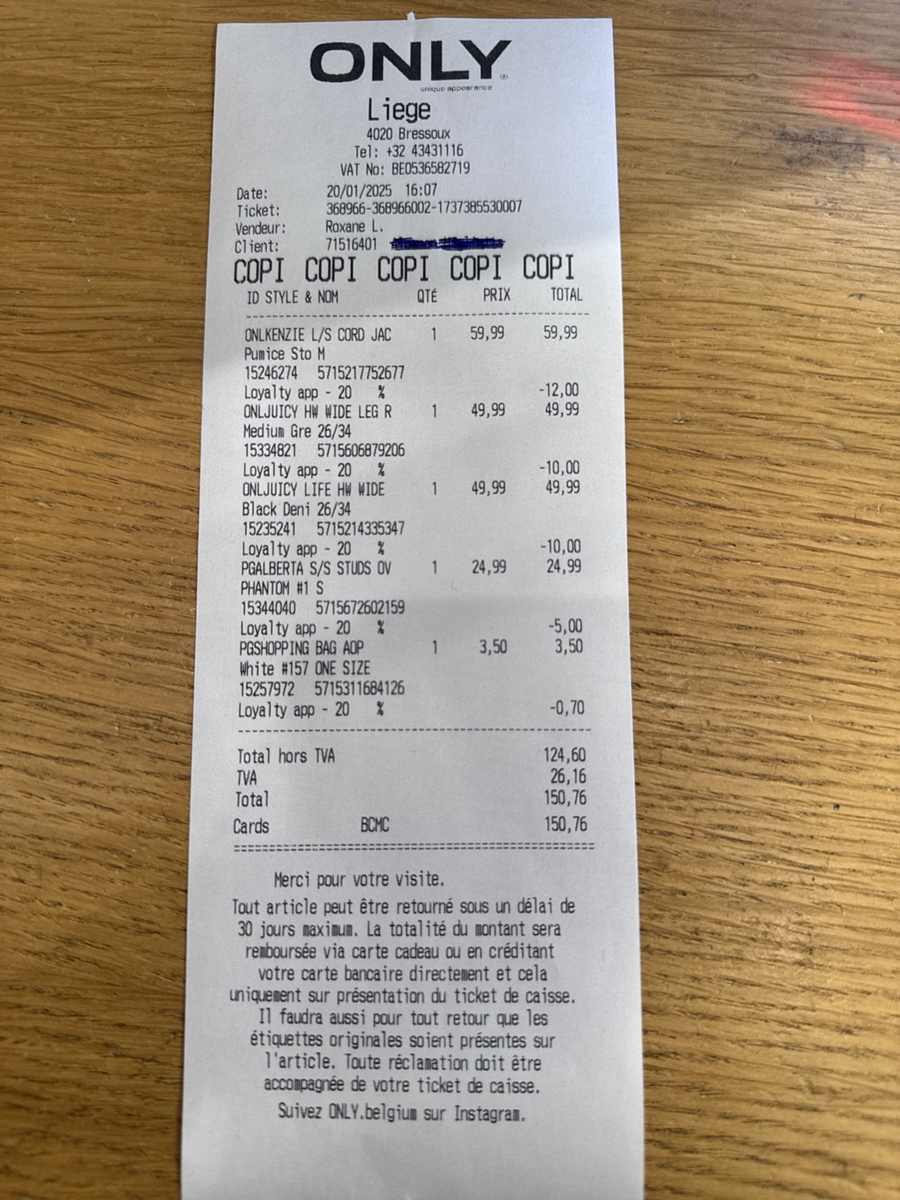 ONLY
unique appearance
Liege
4020 Bressoux
Tel: +32 43431116
VAT No: BE0536582719
Date: 20/01/2025 16:07
Ticket: 368966-368966002-1737385530007
Vendeur: Roxane L.
Client: 71516401
COPI COPI COPI COPI COPI
ID STYLE & NOM QTÉ PRIX TOTAL
ONLKENZIE L/S CORD JAC 1 59,99 59,99
Pumice Sto M
15246274 5715217752677
Loyalty app - 20 % -12,00
ONLJUICY HW WIDE LEG R 1 49,99 49,99
Medium Gre 26/34
15334821 5715606879206
Loyalty app - 20 % -10,00
ONLJUICY LIFE HW WIDE 1 49,99 49,99
Black Deni 26/34
15235241 5715214335347
Loyalty app - 20 % -10,00
PGALBERTA S/S STUDS OV 1 24,99 24,99
PHANTOM #1 S
15344040 5715672602159
Loyalty app - 20 % -5,00
PGSHOPPING BAG AOP 1 3,50 3,50
White #157 ONE SIZE
15257972 5715311684126
Loyalty app - 20 % -0,70
Total hors TVA 124,60
TVA 26,16
Total 150,76
Cards BCMC 150,76
Merci pour votre visite.
Tout article peut être retourné sous un délai de
30 jours maximum. La totalité du montant sera
remboursée via carte cadeau ou en créditant
votre carte bancaire directement et cela
uniquement sur présentation du ticket de caisse.
Il faudra aussi pour tout retour que les
étiquettes originales soient présentes sur
l'article. Toute réclamation doit être
accompagnée de votre ticket de caisse.
Suivez ONLY.belgium sur Instagram.